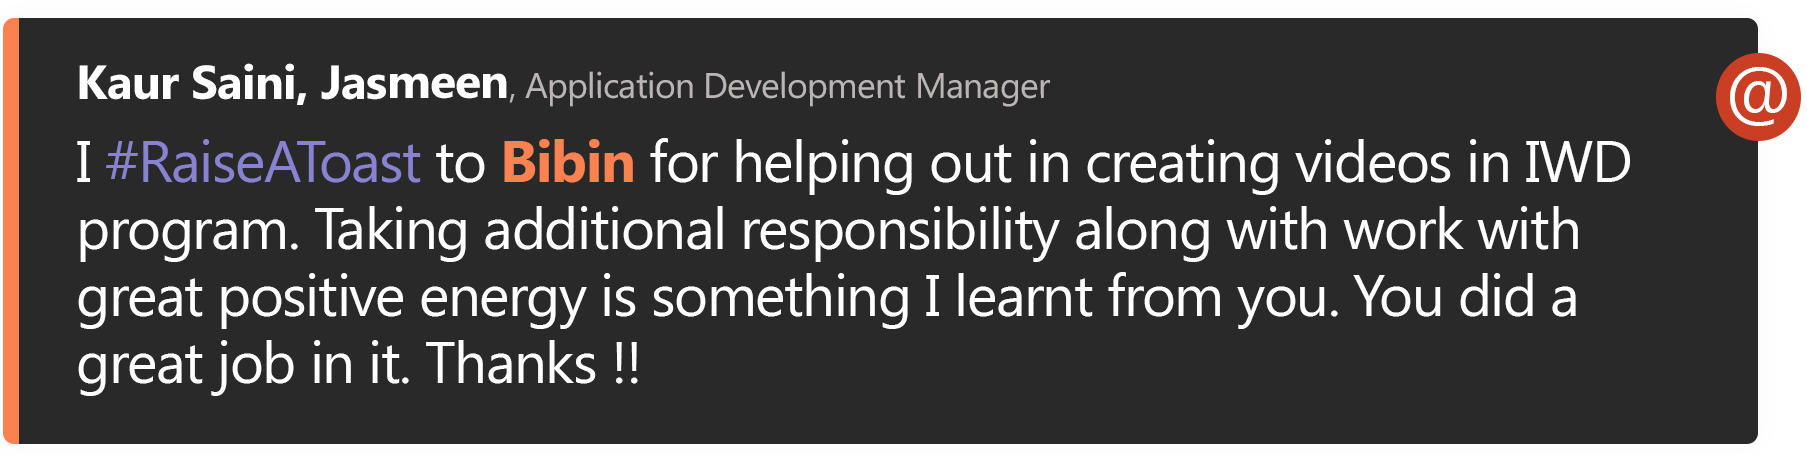 Kaur Saini, Jasmeen, Application Development Manager
@
I #RaiseAToast to Bibin for helping out in creating videos in IWD
program. Taking additional responsibility along with work with
great positive energy is something I learnt from you. You did a
great job in it. Thanks !!